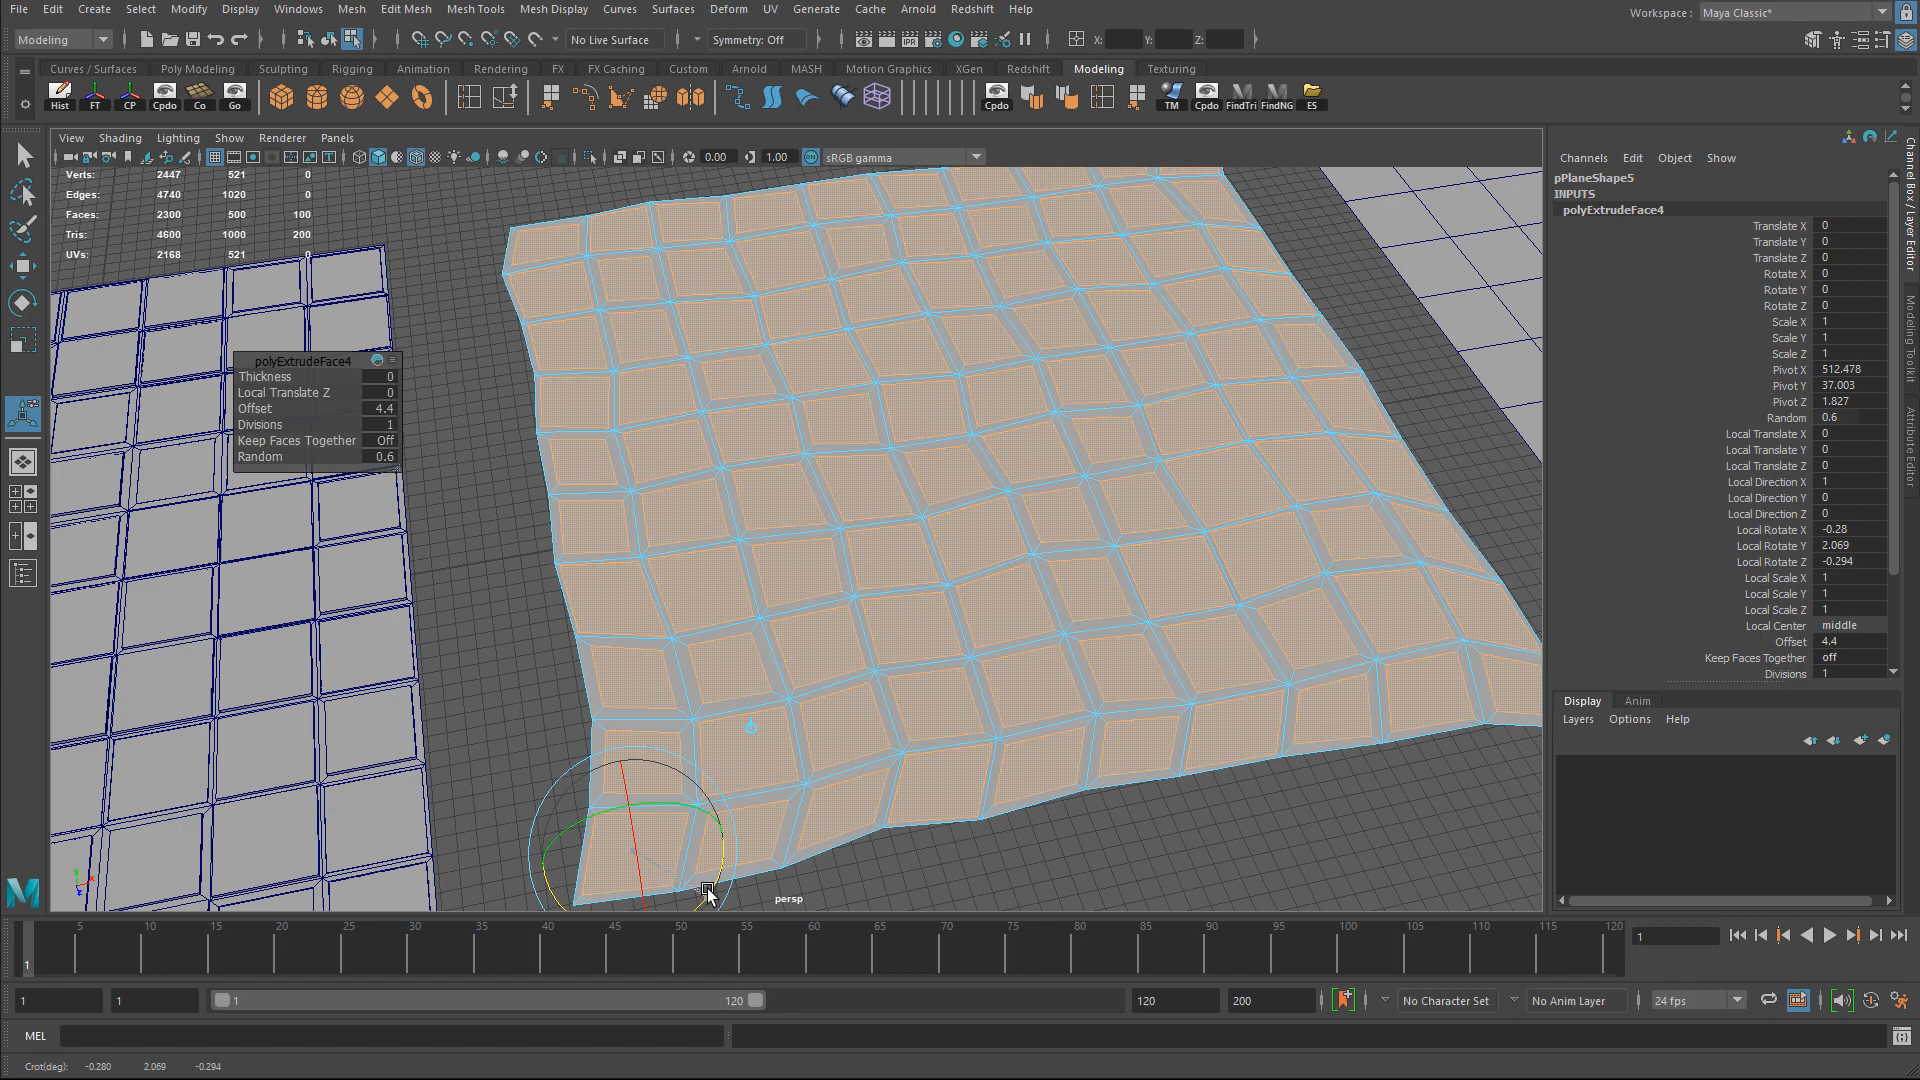 File Edit Create Select Modify Display Windows Mesh Edit Mesh Mesh Tools Mesh Display Curves Surfaces Deform UV Generate Cache Arnold Redshift Help
Workspace : Maya Classic*
Modeling No Live Surface Symmetry: Off X: Y: Z:
Curves / Surfaces Poly Modeling Sculpting Rigging Animation Rendering FX FX Caching Custom Arnold MASH Motion Graphics XGen Redshift Modeling Texturing
Hist FT CP Cpdo Co Go Cpdo TM Cpdo FindTri FindNG ES
View Shading Lighting Show Renderer Panels
0.00 1.00 sRGB gamma
Verts: 2447 521 0
Edges: 4740 1020 0
Faces: 2300 500 100
Tris: 4600 1000 200
UVs: 2168 521 0
polyExtrudeFace4
Thickness 0
Local Translate Z 0
Offset 4.4
Divisions 1
Keep Faces Together Off
Random 0.6
persp
Channels Edit Object Show
pPlaneShape5
INPUTS
polyExtrudeFace4
Translate X 0
Translate Y 0
Translate Z 0
Rotate X 0
Rotate Y 0
Rotate Z 0
Scale X 1
Scale Y 1
Scale Z 1
Pivot X 512.478
Pivot Y 37.003
Pivot Z 1.827
Random 0.6
Local Translate X 0
Local Translate Y 0
Local Translate Z 0
Local Direction X 1
Local Direction Y 0
Local Direction Z 0
Local Rotate X -0.28
Local Rotate Y 2.069
Local Rotate Z -0.294
Local Scale X 1
Local Scale Y 1
Local Scale Z 1
Local Center middle
Offset 4.4
Keep Faces Together off
Divisions 1
Display Anim
Layers Options Help
Channel Box / Layer Editor
Modeling Toolkit
Attribute Editor
5 10 15 20 25 30 35 40 45 50 55 60 65 70 75 80 85 90 95 100 105 110 115 120
1
1
1 1 1 120 120 200 No Character Set No Anim Layer 24 fps
MEL
Crot(deg): -0.280 2.069 -0.294